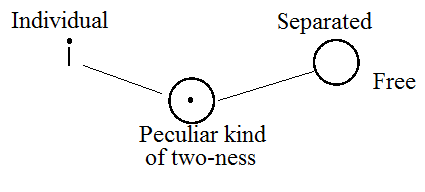 Individual
Separated
i
Free
Peculiar kind
of two-ness